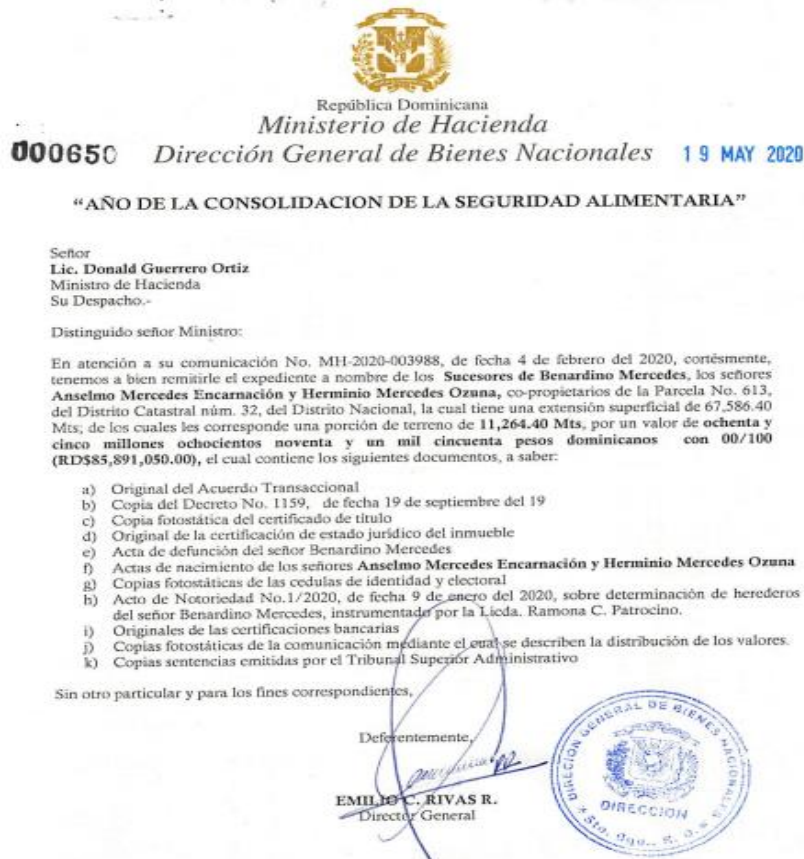 República Dominicana
Ministerio de Hacienda
000650 Dirección General de Bienes Nacionales 19 MAY 2020
“AÑO DE LA CONSOLIDACION DE LA SEGURIDAD ALIMENTARIA”
Señor
Lic. Donald Guerrero Ortiz
Ministro de Hacienda
Su Despacho.-
Distinguido señor Ministro:
En atención a su comunicación No. MH-2020-003988, de fecha 4 de febrero del 2020, cortésmente,
tenemos a bien remitirle el expediente a nombre de los Sucesores de Benardino Mercedes, los señores
Anselmo Mercedes Encarnación y Herminio Mercedes Ozuna, co-propietarios de la Parcela No. 613,
del Distrito Catastral núm. 32, del Distrito Nacional, la cual tiene una extensión superficial de 67,586.40
Mts; de los cuales les corresponde una porción de terreno de 11,264.40 Mts, por un valor de ochenta y
cinco millones ochocientos noventa y un mil cincuenta pesos dominicanos con 00/100
(RD$85,891,050.00), el cual contiene los siguientes documentos, a saber:
a) Original del Acuerdo Transaccional
b) Copia del Decreto No. 1159, de fecha 19 de septiembre del 19
c) Copia fotostática del certificado de titulo
d) Original de la certificación de estado jurídico del inmueble
e) Acta de defunción del señor Benardino Mercedes
f) Actas de nacimiento de los señores Anselmo Mercedes Encarnación y Herminio Mercedes Ozuna
g) Copias fotostáticas de las cedulas de identidad y electoral
h) Acto de Notoriedad No.1/2020, de fecha 9 de enero del 2020, sobre determinación de herederos
del señor Benardino Mercedes, instrumentado por la Licda. Ramona C. Patrocino.
i) Originales de las certificaciones bancarias
j) Copias fotostáticas de la comunicación mediante el cual se describen la distribución de los valores.
k) Copias sentencias emitidas por el Tribunal Superior Administrativo
Sin otro particular y para los fines correspondientes,
Deferentemente,
EMILIO C. RIVAS R.
Director General
DIRECCION GENERAL DE BIENES NACIONALES
DIRECCION
Sto. Dgo., R. D.